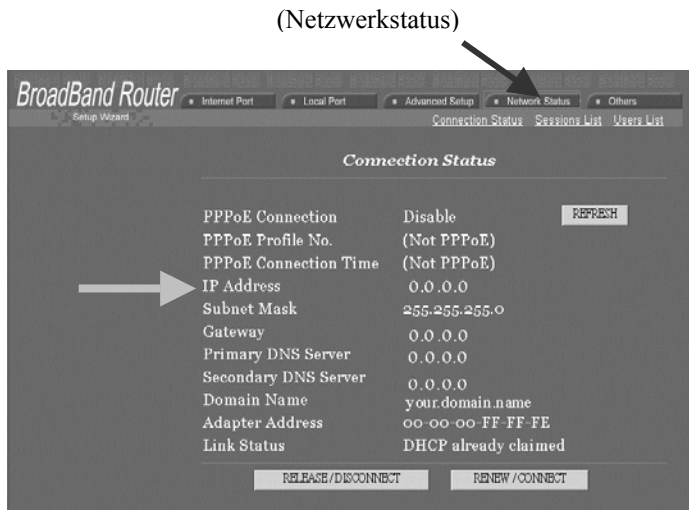 (Netzwerkstatus)
BroadBand Router
Setup Wizard
Internet Port Local Port Advanced Setup Network Status Others
Connection Status Sessions List Users List
Connection Status
PPPoE Connection Disable REFRESH
PPPoE Profile No. (Not PPPoE)
PPPoE Connection Time (Not PPPoE)
IP Address 0.0.0.0
Subnet Mask 255.255.255.0
Gateway 0.0.0.0
Primary DNS Server 0.0.0.0
Secondary DNS Server 0.0.0.0
Domain Name your.domain.name
Adapter Address 00-00-00-FF-FF-FE
Link Status DHCP already claimed
RELEASE/DISCONNECT RENEW/CONNECT